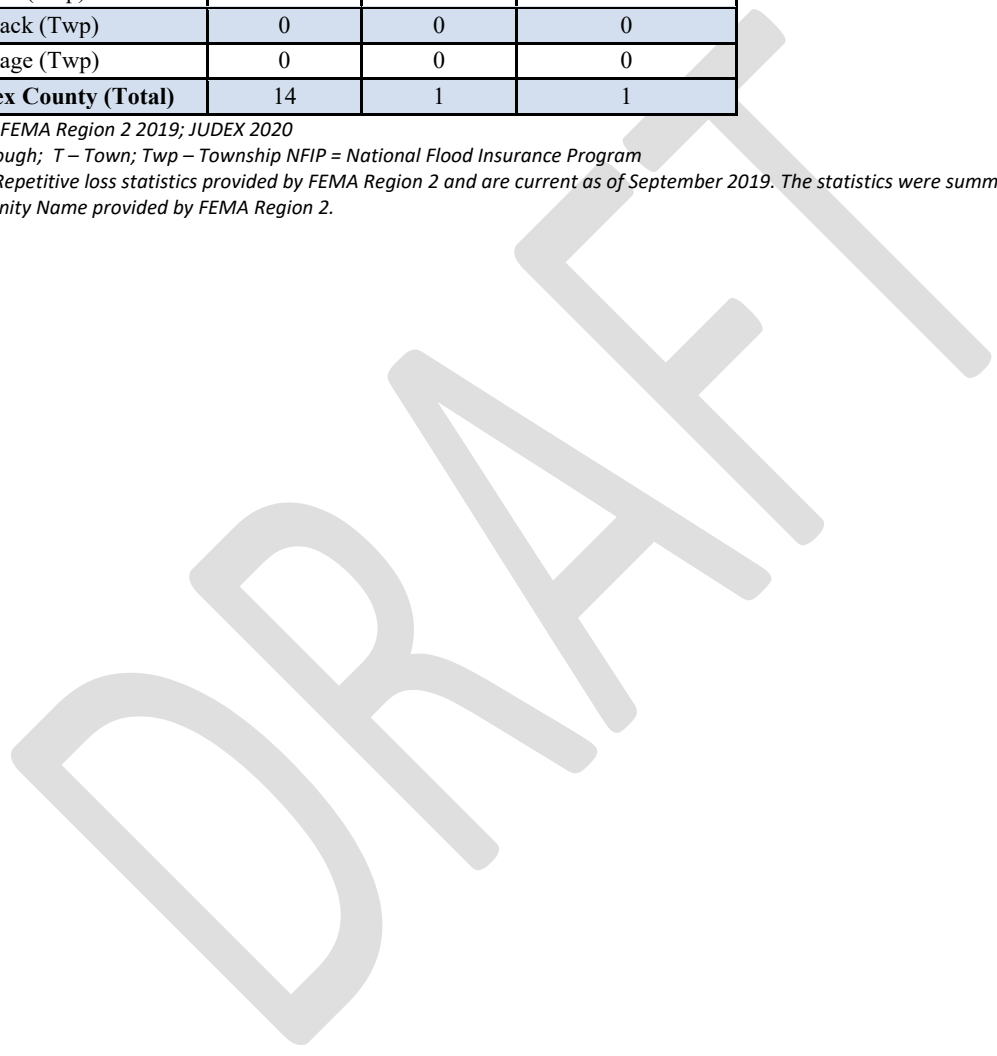 ack (Twp) 0 0 0
age (Twp) 0 0 0
ex County (Total) 14 1 1
FEMA Region 2 2019; JUDEX 2020
ough; T – Town; Twp – Township NFIP = National Flood Insurance Program
Repetitive loss statistics provided by FEMA Region 2 and are current as of September 2019. The statistics were summ
nity Name provided by FEMA Region 2.
DRAFT